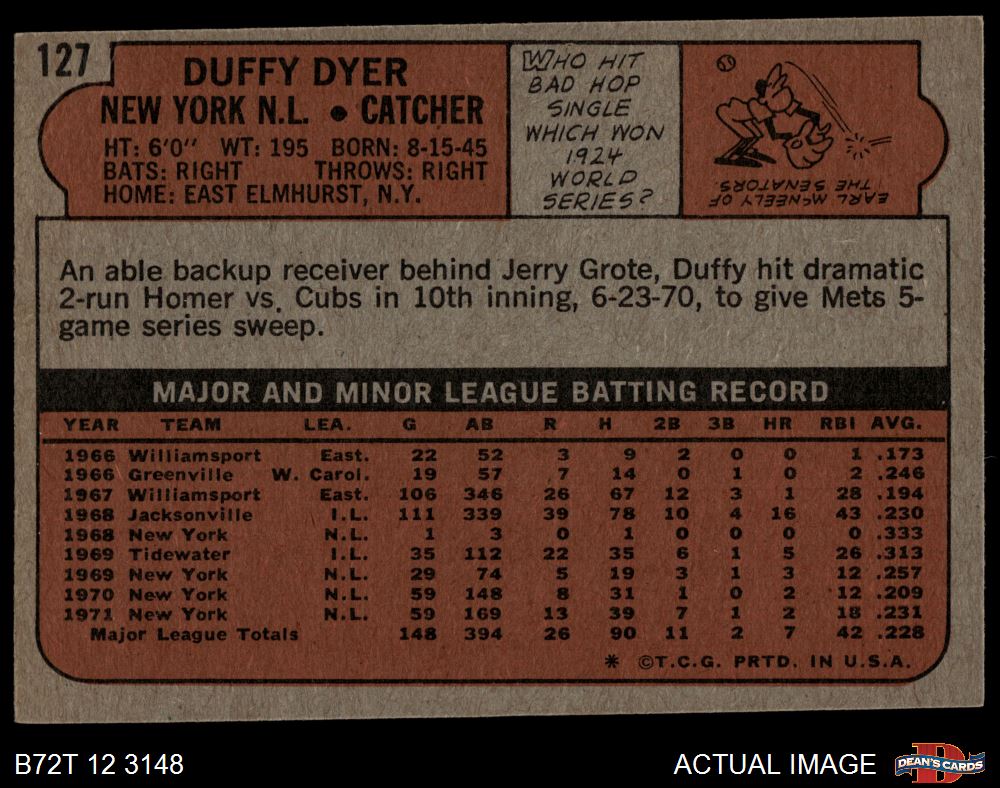 127
DUFFY DYER
NEW YORK N.L. • CATCHER
HT: 6'0" WT: 195 BORN: 8-15-45
BATS: RIGHT THROWS: RIGHT
HOME: EAST ELMHURST, N.Y.
WHO HIT
BAD HOP
SINGLE
WHICH WON
1924
WORLD
SERIES?
EARL McNEELY OF
THE SENATORS.
An able backup receiver behind Jerry Grote, Duffy hit dramatic
2-run Homer vs. Cubs in 10th inning, 6-23-70, to give Mets 5-
game series sweep.
MAJOR AND MINOR LEAGUE BATTING RECORD
YEAR TEAM LEA. G AB R H 2B 3B HR RBI AVG.
1966 Williamsport East. 22 52 3 9 2 0 0 1 .173
1966 Greenville W. Carol. 19 57 7 14 0 1 0 2 .246
1967 Williamsport East. 106 346 26 67 12 3 1 28 .194
1968 Jacksonville I.L. 111 339 39 78 10 4 16 43 .230
1968 New York N.L. 1 3 0 1 0 0 0 0 .333
1969 Tidewater I.L. 35 112 22 35 6 1 5 26 .313
1969 New York N.L. 29 74 5 19 3 1 3 12 .257
1970 New York N.L. 59 148 8 31 1 0 2 12 .209
1971 New York N.L. 59 169 13 39 7 1 2 18 .231
Major League Totals 148 394 26 90 11 2 7 42 .228
* ©T.C.G. PRTD. IN U.S.A.
B72T 12 3148
ACTUAL IMAGE
DEAN'S CARDS